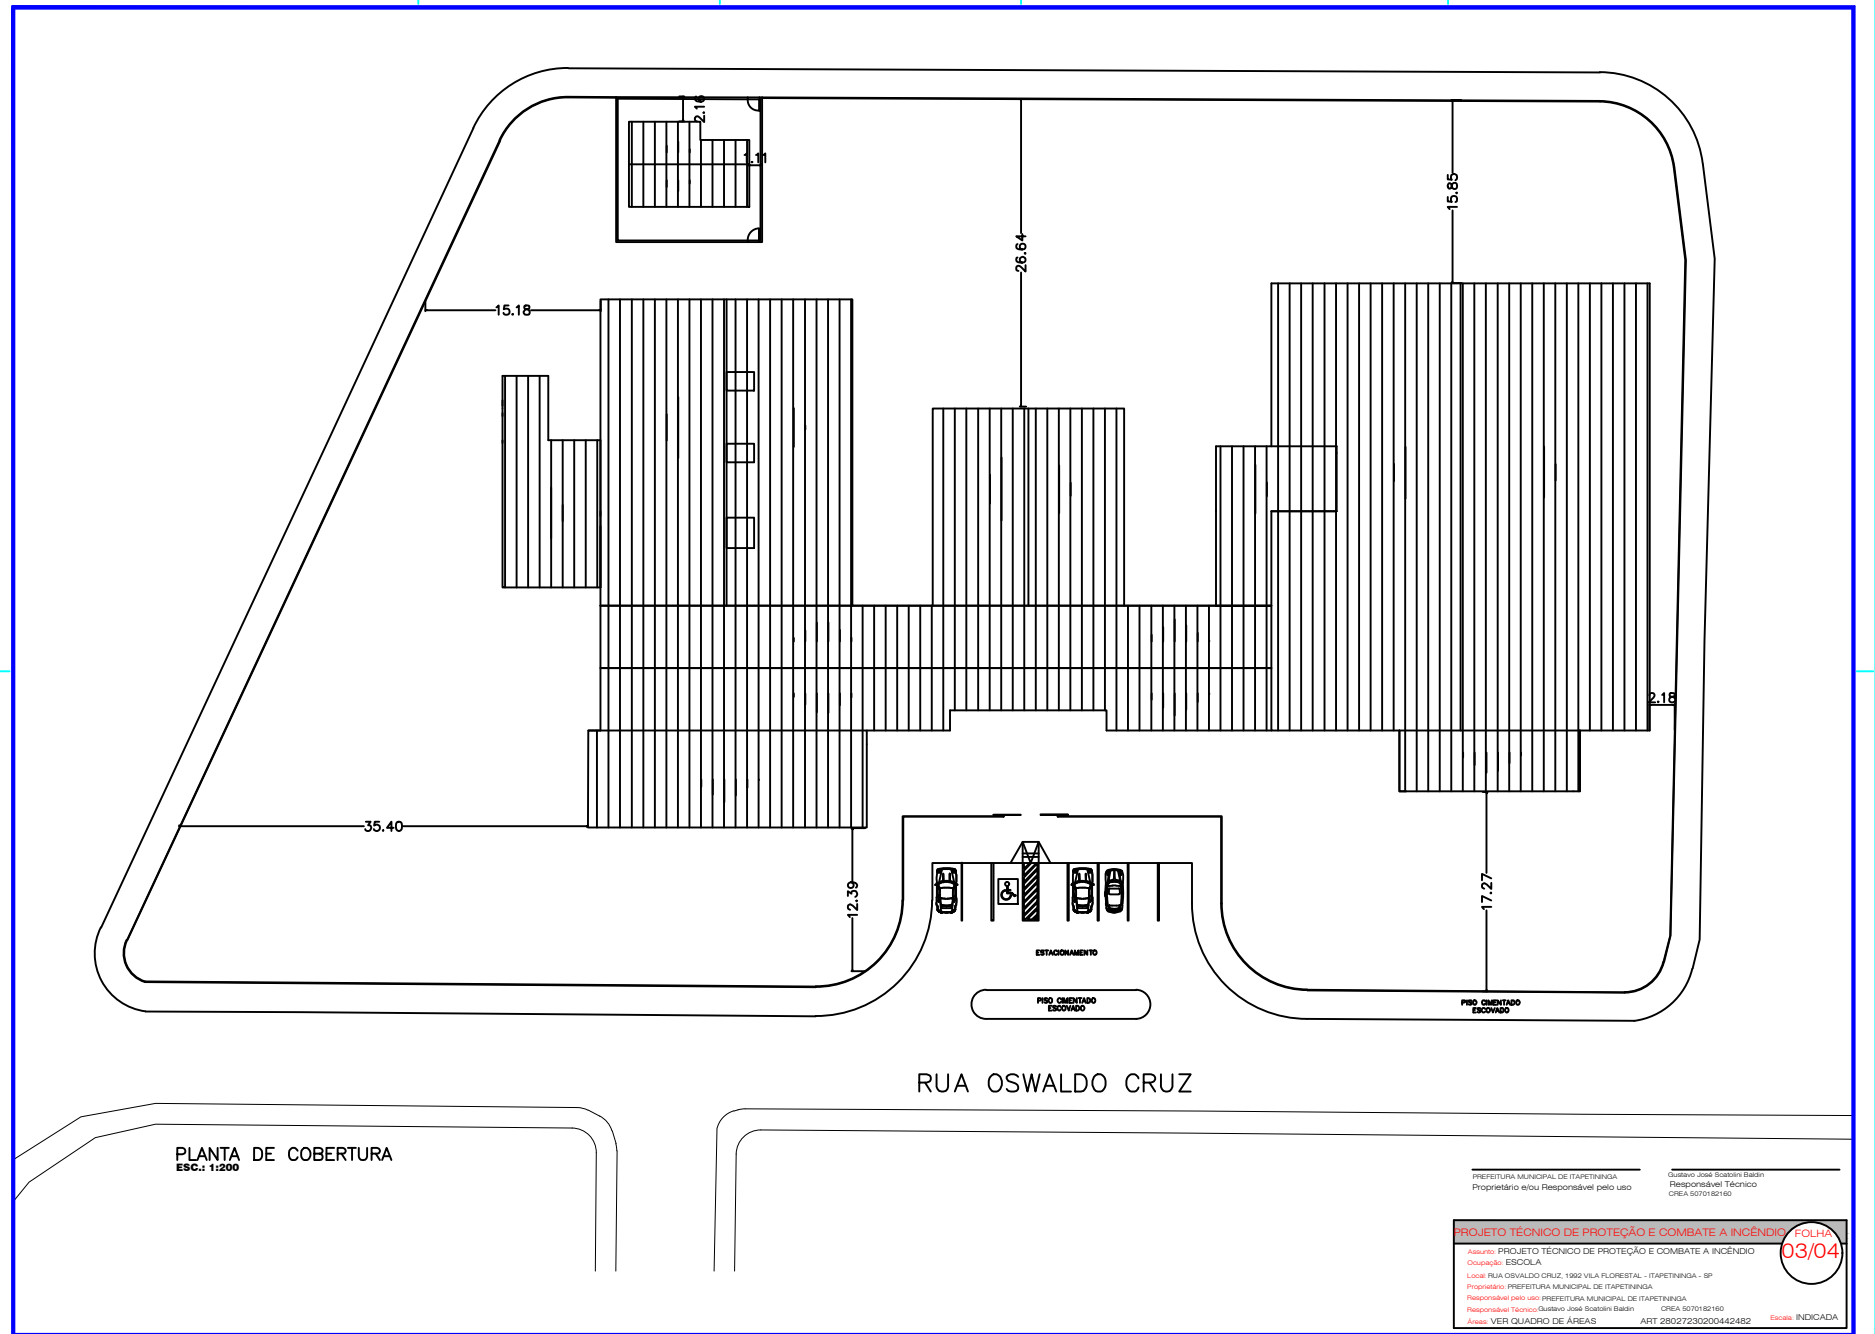 2.16
1.11
15.85
26.64
15.18
2.18
35.40
12.39
17.27
ESTACIONAMENTO
PISO CIMENTADO
ESCOVADO
PISO CIMENTADO
ESCOVADO
RUA OSWALDO CRUZ
PLANTA DE COBERTURA
ESC.: 1:200
PREFEITURA MUNICIPAL DE ITAPETININGA
Proprietário e/ou Responsável pelo uso
Gustavo José Scatolini Baldin
Responsável Técnico
CREA 5070182160
PROJETO TÉCNICO DE PROTEÇÃO E COMBATE A INCÊNDIO
FOLHA
03/04
Assunto: PROJETO TÉCNICO DE PROTEÇÃO E COMBATE A INCÊNDIO
Ocupação: ESCOLA
Local: RUA OSVALDO CRUZ, 1992 VILA FLORESTAL - ITAPETININGA - SP
Proprietário: PREFEITURA MUNICIPAL DE ITAPETININGA
Responsável pelo uso: PREFEITURA MUNICIPAL DE ITAPETININGA
Responsável Técnico: Gustavo José Scatolini Baldin CREA 5070182160
Áreas: VER QUADRO DE ÁREAS ART 28027230200442482 Escala: INDICADA